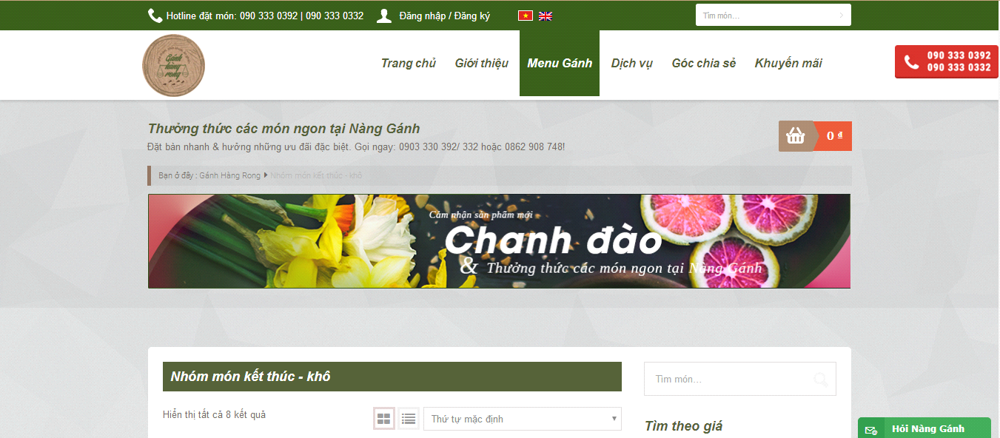 Hotline đặt món: 090 333 0392 | 090 333 0332
Đăng nhập / Đăng ký
Tìm món...
Gánh hàng rong
Trang chủ
Giới thiệu
Menu Gánh
Dịch vụ
Góc chia sẻ
Khuyến mãi
090 333 0392
090 333 0332
Thưởng thức các món ngon tại Nàng Gánh
0 ₫
Đặt bàn nhanh & hưởng những ưu đãi đặc biệt. Gọi ngay: 0903 330 392/ 332 hoặc 0862 908 748!
Bạn ở đây : Gánh Hàng Rong Nhóm món kết thúc - khô
Cảm nhận sản phẩm mới
Chanh đào
& Thưởng thức các món ngon tại Nàng Gánh
Nhóm món kết thúc - khô
Tìm món...
Hiển thị tất cả 8 kết quả
Thứ tự mặc định
Tìm theo giá
Hỏi Nàng Gánh